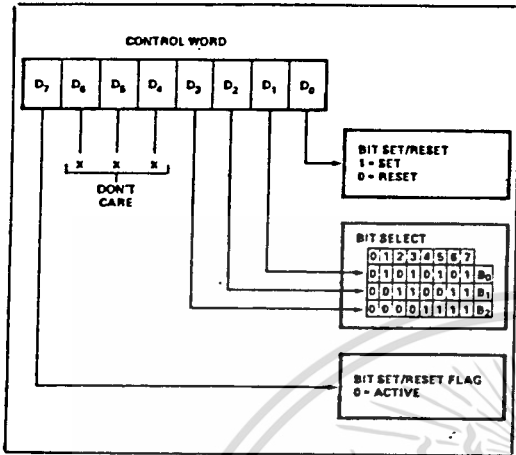 CONTROL WORD
D7 D6 D5 D4 D3 D2 D1 D0
X X X
DON'T
CARE
BIT SET/RESET
1 = SET
0 = RESET
BIT SELECT
0 1 2 3 4 5 6 7
0 1 0 1 0 1 0 1 B0
0 0 1 1 0 0 1 1 B1
0 0 0 0 1 1 1 1 B2
BIT SET/RESET FLAG
0 = ACTIVE